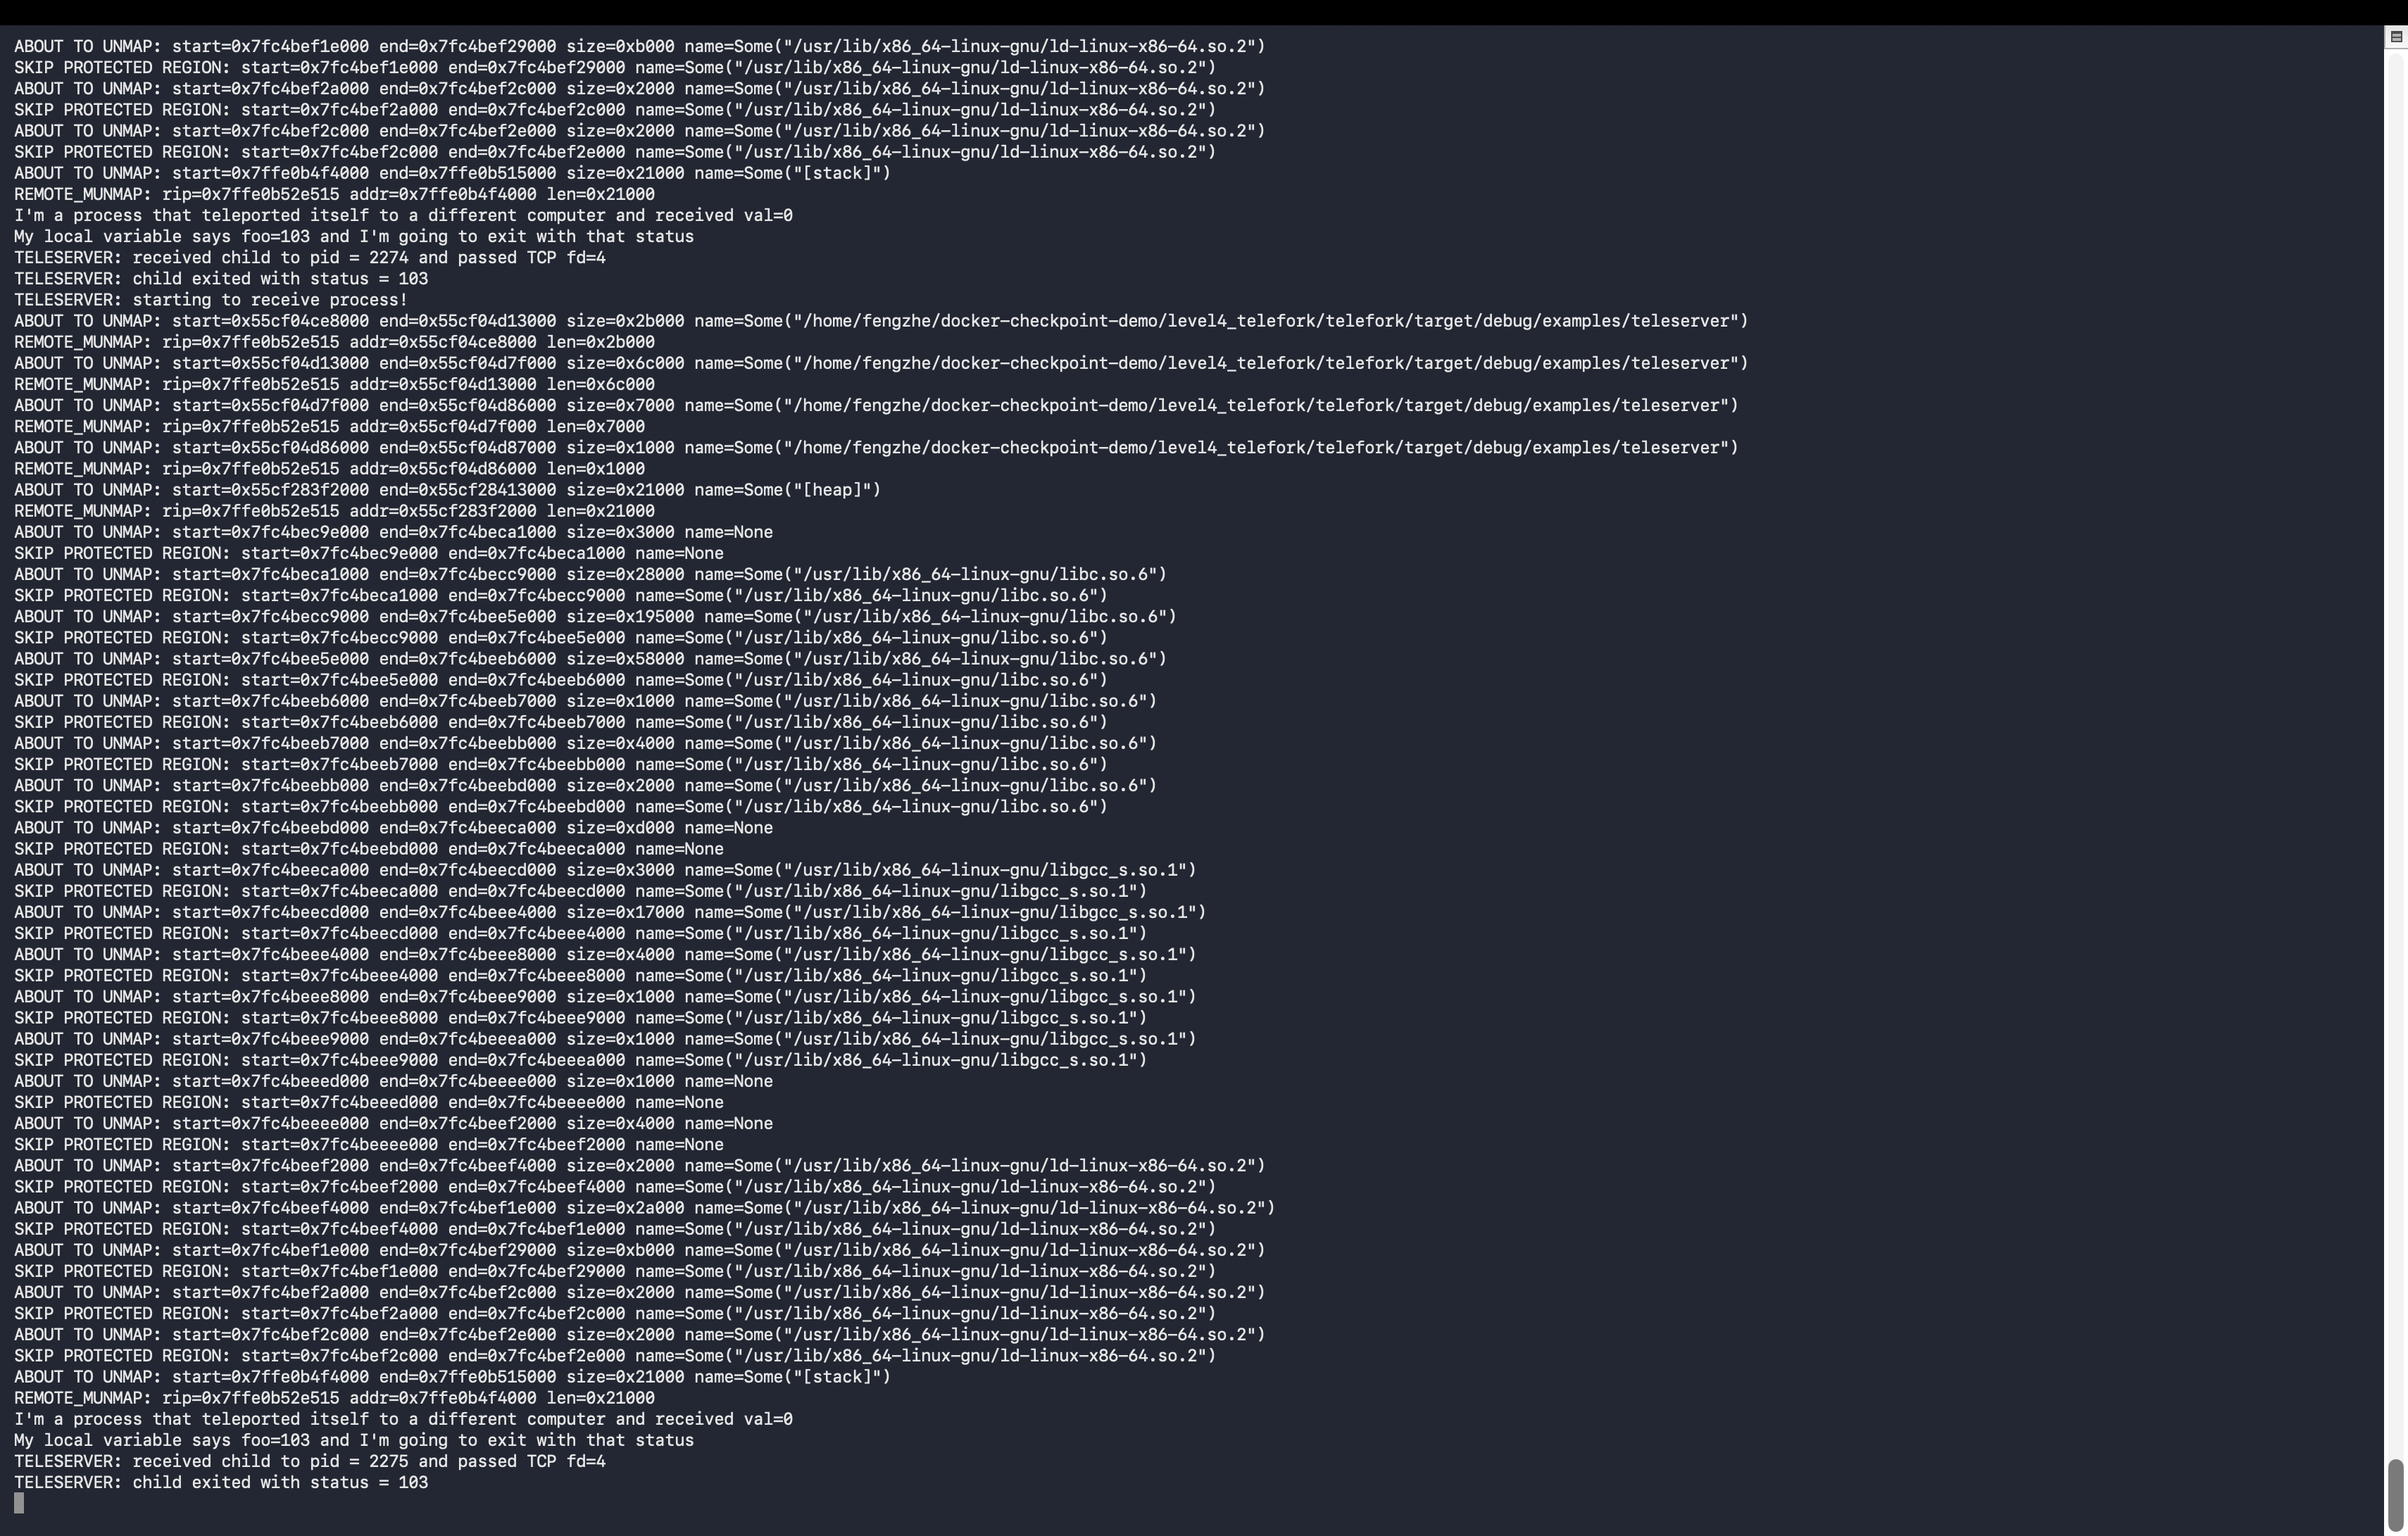 ABOUT TO UNMAP: start=0x7fc4bef1e000 end=0x7fc4bef29000 size=0xb000 name=Some("/usr/lib/x86_64-linux-gnu/ld-linux-x86-64.so.2")
SKIP PROTECTED REGION: start=0x7fc4bef1e000 end=0x7fc4bef29000 name=Some("/usr/lib/x86_64-linux-gnu/ld-linux-x86-64.so.2")
ABOUT TO UNMAP: start=0x7fc4bef2a000 end=0x7fc4bef2c000 size=0x2000 name=Some("/usr/lib/x86_64-linux-gnu/ld-linux-x86-64.so.2")
SKIP PROTECTED REGION: start=0x7fc4bef2a000 end=0x7fc4bef2c000 name=Some("/usr/lib/x86_64-linux-gnu/ld-linux-x86-64.so.2")
ABOUT TO UNMAP: start=0x7fc4bef2c000 end=0x7fc4bef2e000 size=0x2000 name=Some("/usr/lib/x86_64-linux-gnu/ld-linux-x86-64.so.2")
SKIP PROTECTED REGION: start=0x7fc4bef2c000 end=0x7fc4bef2e000 name=Some("/usr/lib/x86_64-linux-gnu/ld-linux-x86-64.so.2")
ABOUT TO UNMAP: start=0x7ffe0b4f4000 end=0x7ffe0b515000 size=0x21000 name=Some("[stack]")
REMOTE_MUNMAP: rip=0x7ffe0b52e515 addr=0x7ffe0b4f4000 len=0x21000
I'm a process that teleported itself to a different computer and received val=0
My local variable says foo=103 and I'm going to exit with that status
TELESERVER: received child to pid = 2274 and passed TCP fd=4
TELESERVER: child exited with status = 103
TELESERVER: starting to receive process!
ABOUT TO UNMAP: start=0x55cf04ce8000 end=0x55cf04d13000 size=0x2b000 name=Some("/home/fengzhe/docker-checkpoint-demo/level4_telefork/telefork/target/debug/examples/teleserver")
REMOTE_MUNMAP: rip=0x7ffe0b52e515 addr=0x55cf04ce8000 len=0x2b000
ABOUT TO UNMAP: start=0x55cf04d13000 end=0x55cf04d7f000 size=0x6c000 name=Some("/home/fengzhe/docker-checkpoint-demo/level4_telefork/telefork/target/debug/examples/teleserver")
REMOTE_MUNMAP: rip=0x7ffe0b52e515 addr=0x55cf04d13000 len=0x6c000
ABOUT TO UNMAP: start=0x55cf04d7f000 end=0x55cf04d86000 size=0x7000 name=Some("/home/fengzhe/docker-checkpoint-demo/level4_telefork/telefork/target/debug/examples/teleserver")
REMOTE_MUNMAP: rip=0x7ffe0b52e515 addr=0x55cf04d7f000 len=0x7000
ABOUT TO UNMAP: start=0x55cf04d86000 end=0x55cf04d87000 size=0x1000 name=Some("/home/fengzhe/docker-checkpoint-demo/level4_telefork/telefork/target/debug/examples/teleserver")
REMOTE_MUNMAP: rip=0x7ffe0b52e515 addr=0x55cf04d86000 len=0x1000
ABOUT TO UNMAP: start=0x55cf283f2000 end=0x55cf28413000 size=0x21000 name=Some("[heap]")
REMOTE_MUNMAP: rip=0x7ffe0b52e515 addr=0x55cf283f2000 len=0x21000
ABOUT TO UNMAP: start=0x7fc4bec9e000 end=0x7fc4beca1000 size=0x3000 name=None
SKIP PROTECTED REGION: start=0x7fc4bec9e000 end=0x7fc4beca1000 name=None
ABOUT TO UNMAP: start=0x7fc4beca1000 end=0x7fc4becc9000 size=0x28000 name=Some("/usr/lib/x86_64-linux-gnu/libc.so.6")
SKIP PROTECTED REGION: start=0x7fc4beca1000 end=0x7fc4becc9000 name=Some("/usr/lib/x86_64-linux-gnu/libc.so.6")
ABOUT TO UNMAP: start=0x7fc4becc9000 end=0x7fc4bee5e000 size=0x195000 name=Some("/usr/lib/x86_64-linux-gnu/libc.so.6")
SKIP PROTECTED REGION: start=0x7fc4becc9000 end=0x7fc4bee5e000 name=Some("/usr/lib/x86_64-linux-gnu/libc.so.6")
ABOUT TO UNMAP: start=0x7fc4bee5e000 end=0x7fc4beeb6000 size=0x58000 name=Some("/usr/lib/x86_64-linux-gnu/libc.so.6")
SKIP PROTECTED REGION: start=0x7fc4bee5e000 end=0x7fc4beeb6000 name=Some("/usr/lib/x86_64-linux-gnu/libc.so.6")
ABOUT TO UNMAP: start=0x7fc4beeb6000 end=0x7fc4beeb7000 size=0x1000 name=Some("/usr/lib/x86_64-linux-gnu/libc.so.6")
SKIP PROTECTED REGION: start=0x7fc4beeb6000 end=0x7fc4beeb7000 name=Some("/usr/lib/x86_64-linux-gnu/libc.so.6")
ABOUT TO UNMAP: start=0x7fc4beeb7000 end=0x7fc4beebb000 size=0x4000 name=Some("/usr/lib/x86_64-linux-gnu/libc.so.6")
SKIP PROTECTED REGION: start=0x7fc4beeb7000 end=0x7fc4beebb000 name=Some("/usr/lib/x86_64-linux-gnu/libc.so.6")
ABOUT TO UNMAP: start=0x7fc4beebb000 end=0x7fc4beebd000 size=0x2000 name=Some("/usr/lib/x86_64-linux-gnu/libc.so.6")
SKIP PROTECTED REGION: start=0x7fc4beebb000 end=0x7fc4beebd000 name=Some("/usr/lib/x86_64-linux-gnu/libc.so.6")
ABOUT TO UNMAP: start=0x7fc4beebd000 end=0x7fc4beeca000 size=0xd000 name=None
SKIP PROTECTED REGION: start=0x7fc4beebd000 end=0x7fc4beeca000 name=None
ABOUT TO UNMAP: start=0x7fc4beeca000 end=0x7fc4beecd000 size=0x3000 name=Some("/usr/lib/x86_64-linux-gnu/libgcc_s.so.1")
SKIP PROTECTED REGION: start=0x7fc4beeca000 end=0x7fc4beecd000 name=Some("/usr/lib/x86_64-linux-gnu/libgcc_s.so.1")
ABOUT TO UNMAP: start=0x7fc4beecd000 end=0x7fc4beee4000 size=0x17000 name=Some("/usr/lib/x86_64-linux-gnu/libgcc_s.so.1")
SKIP PROTECTED REGION: start=0x7fc4beecd000 end=0x7fc4beee4000 name=Some("/usr/lib/x86_64-linux-gnu/libgcc_s.so.1")
ABOUT TO UNMAP: start=0x7fc4beee4000 end=0x7fc4beee8000 size=0x4000 name=Some("/usr/lib/x86_64-linux-gnu/libgcc_s.so.1")
SKIP PROTECTED REGION: start=0x7fc4beee4000 end=0x7fc4beee8000 name=Some("/usr/lib/x86_64-linux-gnu/libgcc_s.so.1")
ABOUT TO UNMAP: start=0x7fc4beee8000 end=0x7fc4beee9000 size=0x1000 name=Some("/usr/lib/x86_64-linux-gnu/libgcc_s.so.1")
SKIP PROTECTED REGION: start=0x7fc4beee8000 end=0x7fc4beee9000 name=Some("/usr/lib/x86_64-linux-gnu/libgcc_s.so.1")
ABOUT TO UNMAP: start=0x7fc4beee9000 end=0x7fc4beeea000 size=0x1000 name=Some("/usr/lib/x86_64-linux-gnu/libgcc_s.so.1")
SKIP PROTECTED REGION: start=0x7fc4beee9000 end=0x7fc4beeea000 name=Some("/usr/lib/x86_64-linux-gnu/libgcc_s.so.1")
ABOUT TO UNMAP: start=0x7fc4beeed000 end=0x7fc4beeee000 size=0x1000 name=None
SKIP PROTECTED REGION: start=0x7fc4beeed000 end=0x7fc4beeee000 name=None
ABOUT TO UNMAP: start=0x7fc4beeee000 end=0x7fc4beef2000 size=0x4000 name=None
SKIP PROTECTED REGION: start=0x7fc4beeee000 end=0x7fc4beef2000 name=None
ABOUT TO UNMAP: start=0x7fc4beef2000 end=0x7fc4beef4000 size=0x2000 name=Some("/usr/lib/x86_64-linux-gnu/ld-linux-x86-64.so.2")
SKIP PROTECTED REGION: start=0x7fc4beef2000 end=0x7fc4beef4000 name=Some("/usr/lib/x86_64-linux-gnu/ld-linux-x86-64.so.2")
ABOUT TO UNMAP: start=0x7fc4beef4000 end=0x7fc4bef1e000 size=0x2a000 name=Some("/usr/lib/x86_64-linux-gnu/ld-linux-x86-64.so.2")
SKIP PROTECTED REGION: start=0x7fc4beef4000 end=0x7fc4bef1e000 name=Some("/usr/lib/x86_64-linux-gnu/ld-linux-x86-64.so.2")
ABOUT TO UNMAP: start=0x7fc4bef1e000 end=0x7fc4bef29000 size=0xb000 name=Some("/usr/lib/x86_64-linux-gnu/ld-linux-x86-64.so.2")
SKIP PROTECTED REGION: start=0x7fc4bef1e000 end=0x7fc4bef29000 name=Some("/usr/lib/x86_64-linux-gnu/ld-linux-x86-64.so.2")
ABOUT TO UNMAP: start=0x7fc4bef2a000 end=0x7fc4bef2c000 size=0x2000 name=Some("/usr/lib/x86_64-linux-gnu/ld-linux-x86-64.so.2")
SKIP PROTECTED REGION: start=0x7fc4bef2a000 end=0x7fc4bef2c000 name=Some("/usr/lib/x86_64-linux-gnu/ld-linux-x86-64.so.2")
ABOUT TO UNMAP: start=0x7fc4bef2c000 end=0x7fc4bef2e000 size=0x2000 name=Some("/usr/lib/x86_64-linux-gnu/ld-linux-x86-64.so.2")
SKIP PROTECTED REGION: start=0x7fc4bef2c000 end=0x7fc4bef2e000 name=Some("/usr/lib/x86_64-linux-gnu/ld-linux-x86-64.so.2")
ABOUT TO UNMAP: start=0x7ffe0b4f4000 end=0x7ffe0b515000 size=0x21000 name=Some("[stack]")
REMOTE_MUNMAP: rip=0x7ffe0b52e515 addr=0x7ffe0b4f4000 len=0x21000
I'm a process that teleported itself to a different computer and received val=0
My local variable says foo=103 and I'm going to exit with that status
TELESERVER: received child to pid = 2275 and passed TCP fd=4
TELESERVER: child exited with status = 103